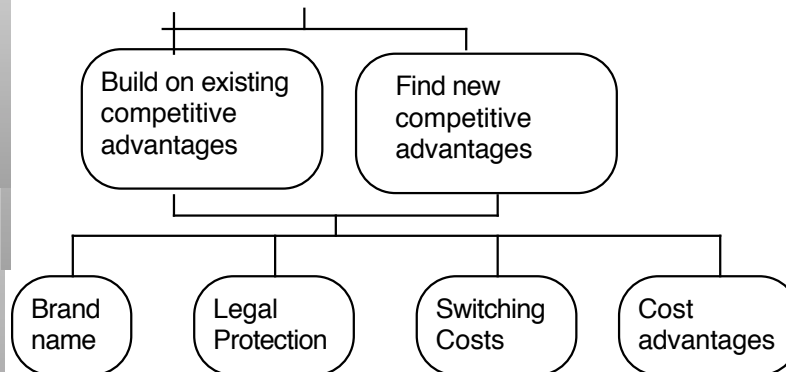 Build on existing
competitive
advantages
Find new
competitive
advantages
Brand
name
Legal
Protection
Switching
Costs
Cost
advantages